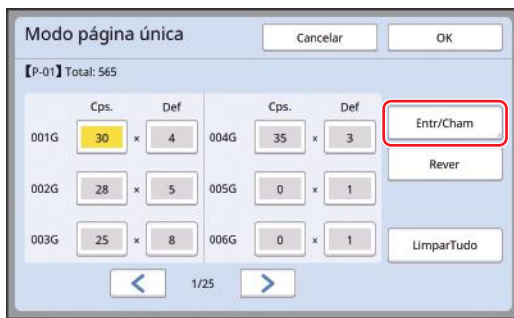 Modo página única
Cancelar
OK
【P-01】Total: 565
Cps. Def Cps. Def
001G 30 × 4 004G 35 × 3
Entr/Cham
Rever
002G 28 × 5 005G 0 × 1
003G 25 × 8 006G 0 × 1
LimparTudo
1/25